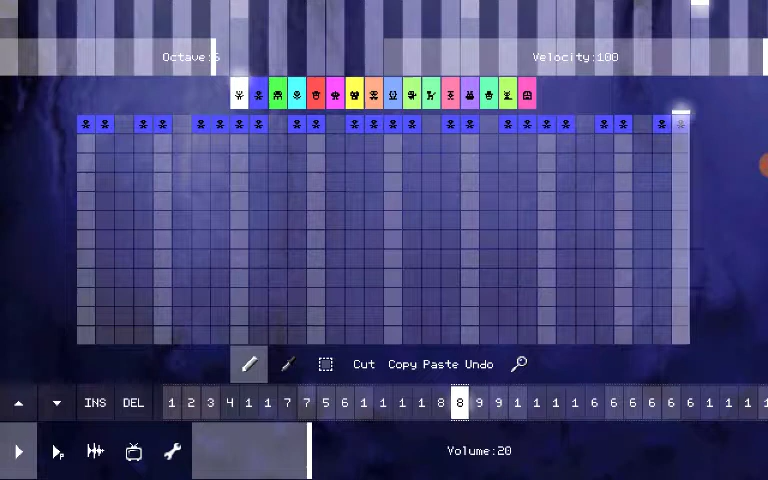 Octave:5 Velocity:100
Cut Copy Paste Undo
INS DEL 1 2 3 4 1 1 7 7 5 6 1 1 1 1 8 8 9 9 1 1 1 1 6 6 6 6 6 6 1 1 1 1
Volume:20